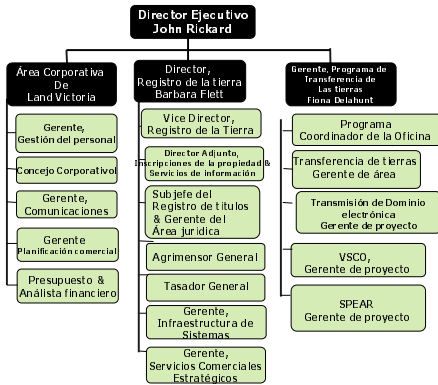 Director Ejecutivo
John Rickard
Área Corporativa
De
Land Victoria
Gerente,
Gestión del personal
Concejo Corporativol
Gerente,
Comunicaciones
Gerente
Planificación comercial
Presupuesto &
Análista financiero
Director,
Registro de la tierra
Barbara Flett
Vice Director,
Registro de la Tierra
Director Adjunto,
Inscripciones de la propiedad &
Servicios de información
Subjefe del
Registro de titulos
& Gerente del
Área juridica
Agrimensor General
Tasador General
Gerente,
Infraestructura de
Sistemas
Gerente,
Servicios Comerciales
Estratégicos
Gerente, Programa de
Transferencia de
Las tierras
Fiona Delahunt
Programa
Coordinador de la Oficina
Transferencia de tierras
Gerente de área
Transmisión de Dominio
electrónica
Gerente de proyecto
VSCO,
Gerente de proyecto
SPEAR
Gerente de proyecto